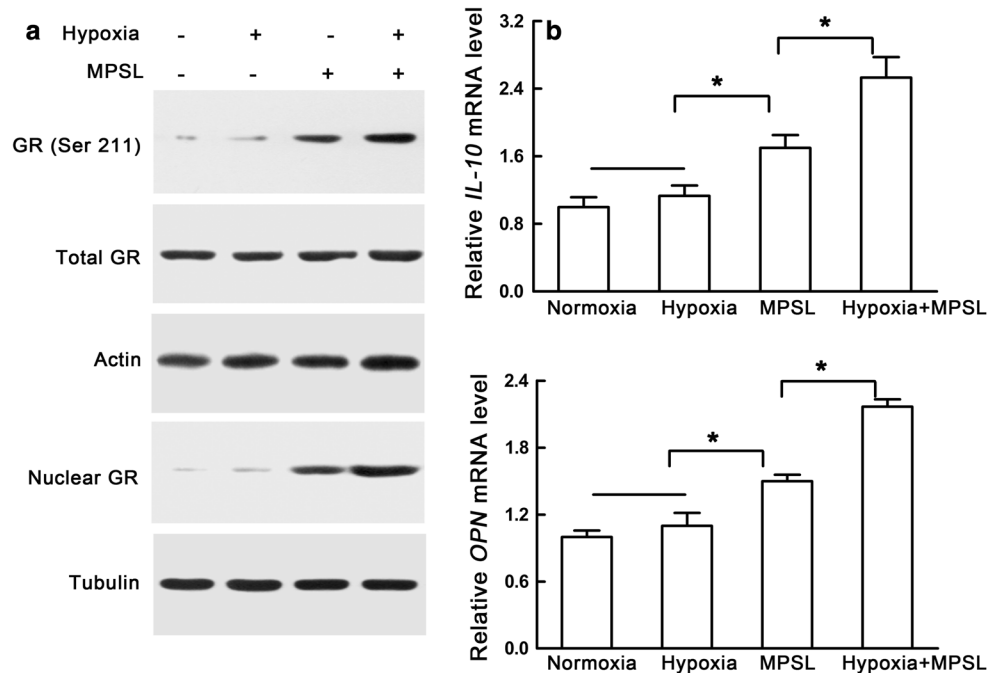 a
Hypoxia - + - +
MPSL - - + +
GR (Ser 211)
Total GR
Actin
Nuclear GR
Tubulin
b
Relative IL-10 mRNA level
3.2
2.4
1.6
0.8
0.0
*
*
Normoxia Hypoxia MPSL Hypoxia+MPSL
Relative OPN mRNA level
2.4
1.8
1.2
0.6
0.0
*
*
Normoxia Hypoxia MPSL Hypoxia+MPSL